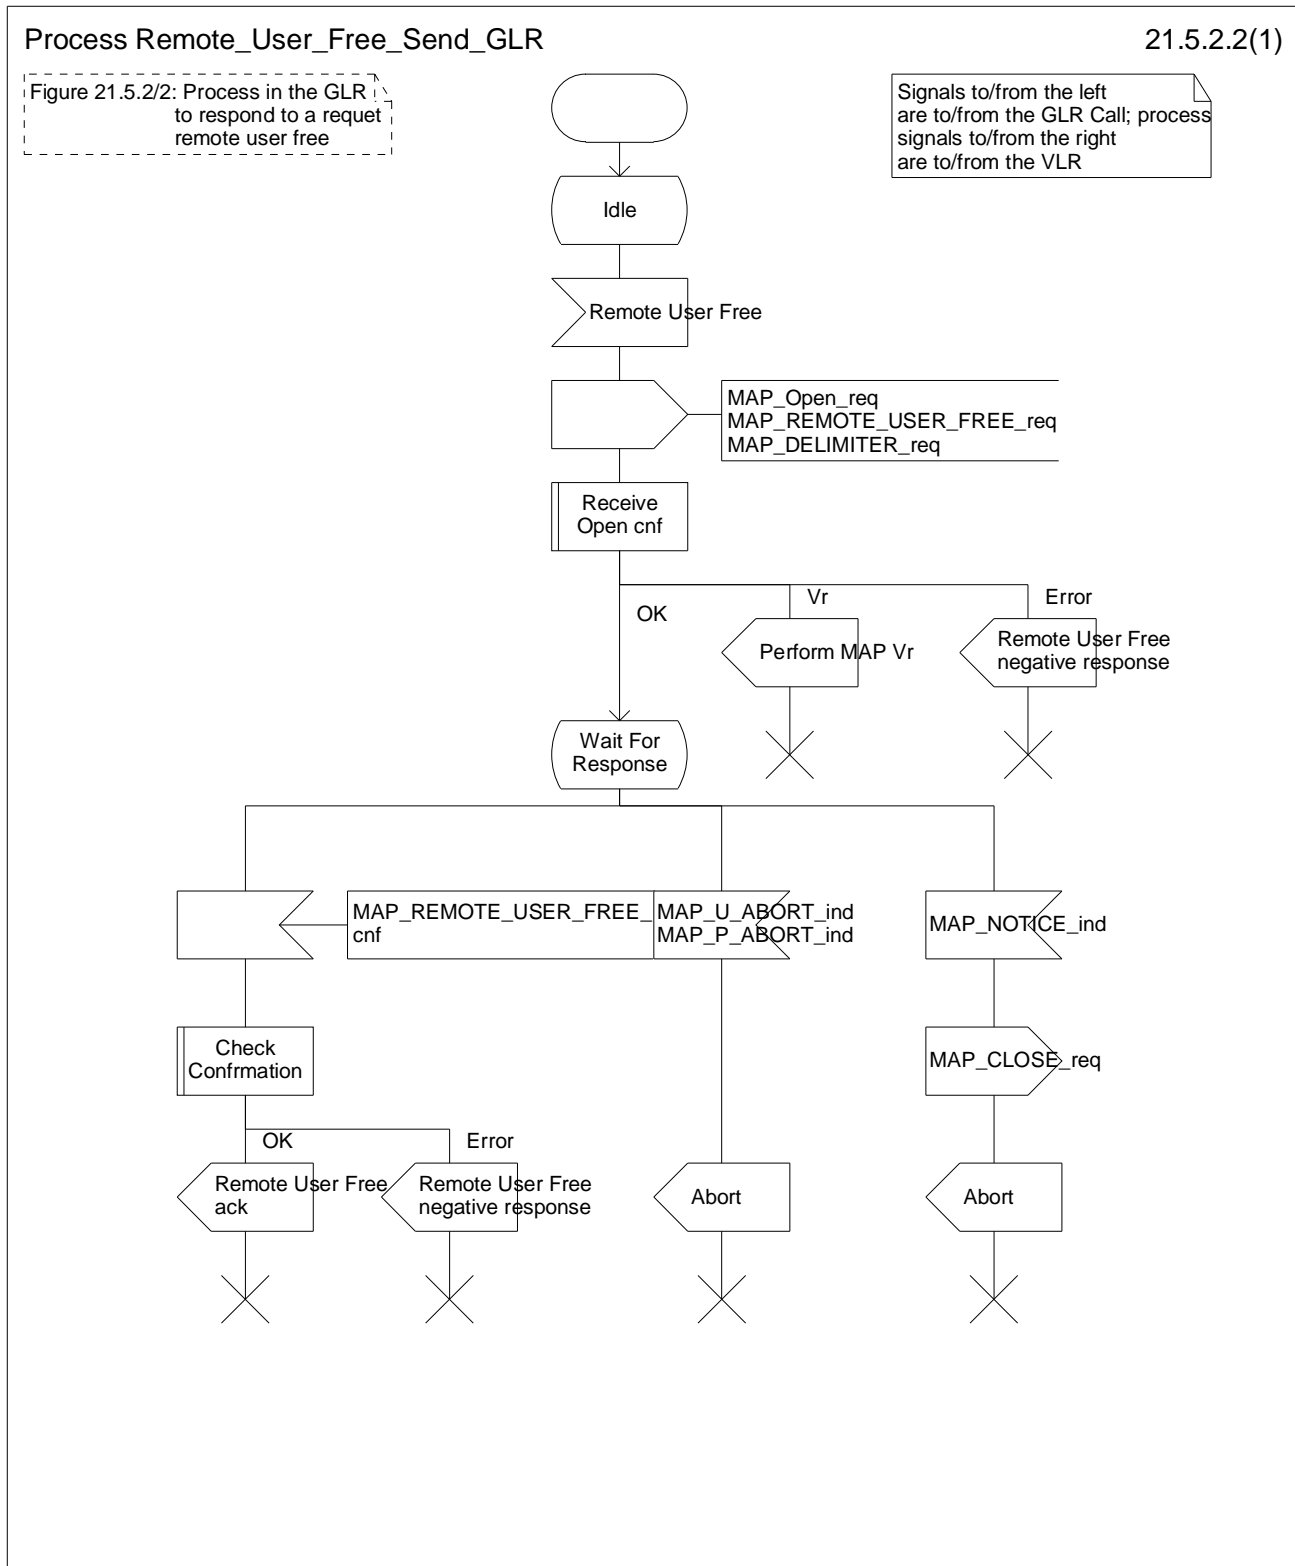 Process Remote_User_Free_Send_GLR
21.5.2.2(1)
Figure 21.5.2/2: Process in the GLR
to respond to a requet
remote user free
Signals to/from the left
are to/from the GLR Call; process
signals to/from the right
are to/from the VLR
Idle
Remote User Free
MAP_Open_req
MAP_REMOTE_USER_FREE_req
MAP_DELIMITER_req
Receive
Open cnf
OK
Vr
Error
Perform MAP Vr
Remote User Free
negative response
Wait For
Response
MAP_REMOTE_USER_FREE_
cnf
MAP_U_ABORT_ind
MAP_P_ABORT_ind
MAP_NOTICE_ind
Check
Confrmation
MAP_CLOSE_req
OK
Error
Remote User Free
ack
Remote User Free
negative response
Abort
Abort